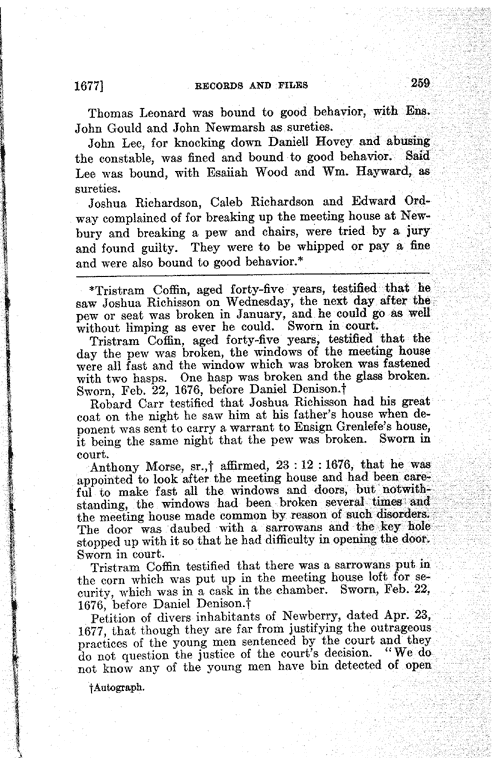 1677] RECORDS AND FILES 259
Thomas Leonard was bound to good behavior, with Ens.
John Gould and John Newmarsh as sureties.
John Lee, for knocking down Daniell Hovey and abusing
the constable, was fined and bound to good behavior. Said
Lee was bound, with Esaiiah Wood and Wm. Hayward, as
sureties.
Joshua Richardson, Caleb Richardson and Edward Ord-
way complained of for breaking up the meeting house at New-
bury and breaking a pew and chairs, were tried by a jury
and found guilty. They were to be whipped or pay a fine
and were also bound to good behavior.*
*Tristram Coffin, aged forty-five years, testified that he
saw Joshua Richisson on Wednesday, the next day after the
pew or seat was broken in January, and he could go as well
without limping as ever he could. Sworn in court.
Tristram Coffin, aged forty-five years, testified that the
day the pew was broken, the windows of the meeting house
were all fast and the window which was broken was fastened
with two hasps. One hasp was broken and the glass broken.
Sworn, Feb. 22, 1676, before Daniel Denison.†
Robard Carr testified that Joshua Richisson had his great
coat on the night he saw him at his father's house when de-
ponent was sent to carry a warrant to Ensign Grenlefe's house,
it being the same night that the pew was broken. Sworn in
court.
Anthony Morse, sr.,† affirmed, 23 : 12 : 1676, that he was
appointed to look after the meeting house and had been care-
ful to make fast all the windows and doors, but notwith-
standing, the windows had been broken several times and
the meeting house made common by reason of such disorders.
The door was daubed with a sarrowans and the key hole
stopped up with it so that he had difficulty in opening the door.
Sworn in court.
Tristram Coffin testified that there was a sarrowans put in
the corn which was put up in the meeting house loft for se-
curity, which was in a cask in the chamber. Sworn, Feb. 22,
1676, before Daniel Denison.†
Petition of divers inhabitants of Newberry, dated Apr. 23,
1677, that though they are far from justifying the outrageous
practices of the young men sentenced by the court and they
do not question the justice of the court's decision. "We do
not know any of the young men have bin detected of open
†Autograph.